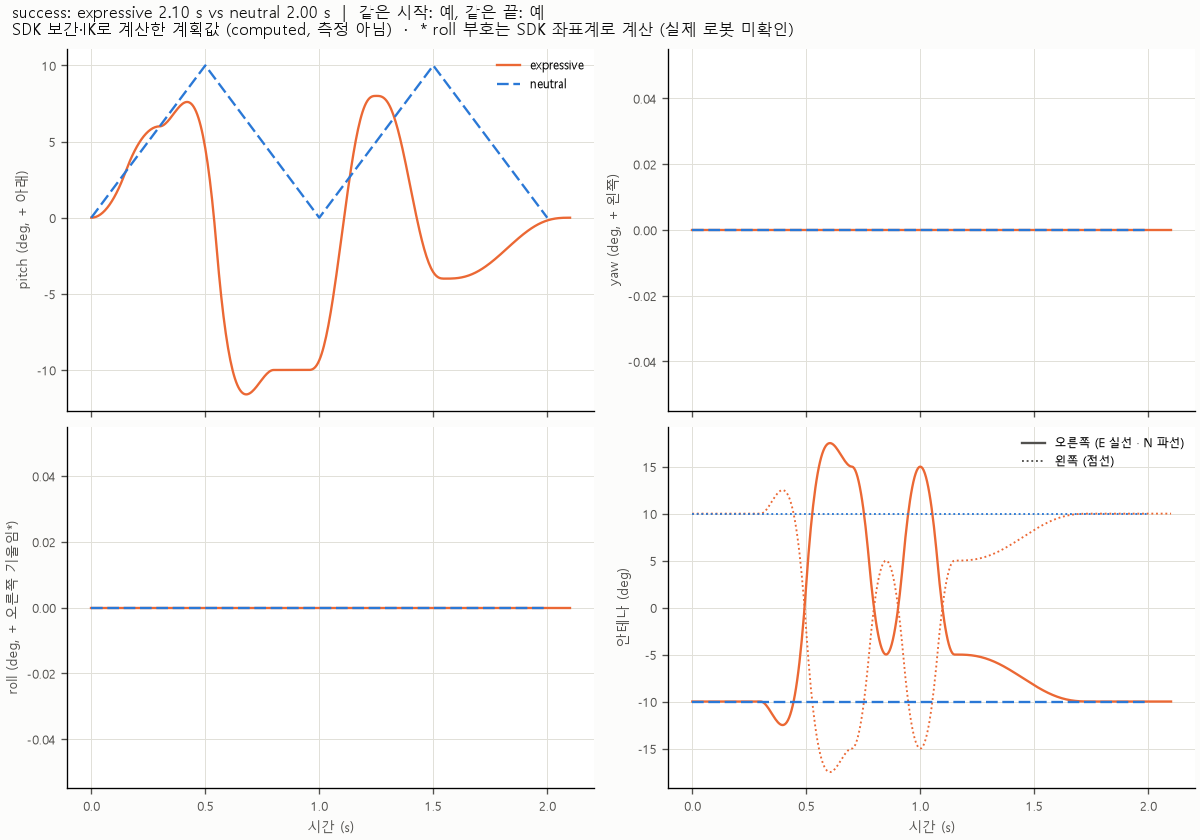 success: expressive 2.10 s vs neutral 2.00 s  |  같은 시작: 예, 같은 끝: 예
SDK 보간·IK로 계산한 계획값 (computed, 측정 아님)  ·  * roll 부호는 SDK 좌표계로 계산 (실제 로봇 미확인)
pitch (deg, + 아래)
10
5
0
-5
-10
expressive
neutral
yaw (deg, + 왼쪽)
0.04
0.02
0.00
-0.02
-0.04
roll (deg, + 오른쪽 기울임*)
0.04
0.02
0.00
-0.02
-0.04
0.0
0.5
1.0
1.5
2.0
시간 (s)
안테나 (deg)
15
10
5
0
-5
-10
-15
오른쪽 (E 실선 · N 파선)
왼쪽 (점선)
0.0
0.5
1.0
1.5
2.0
시간 (s)